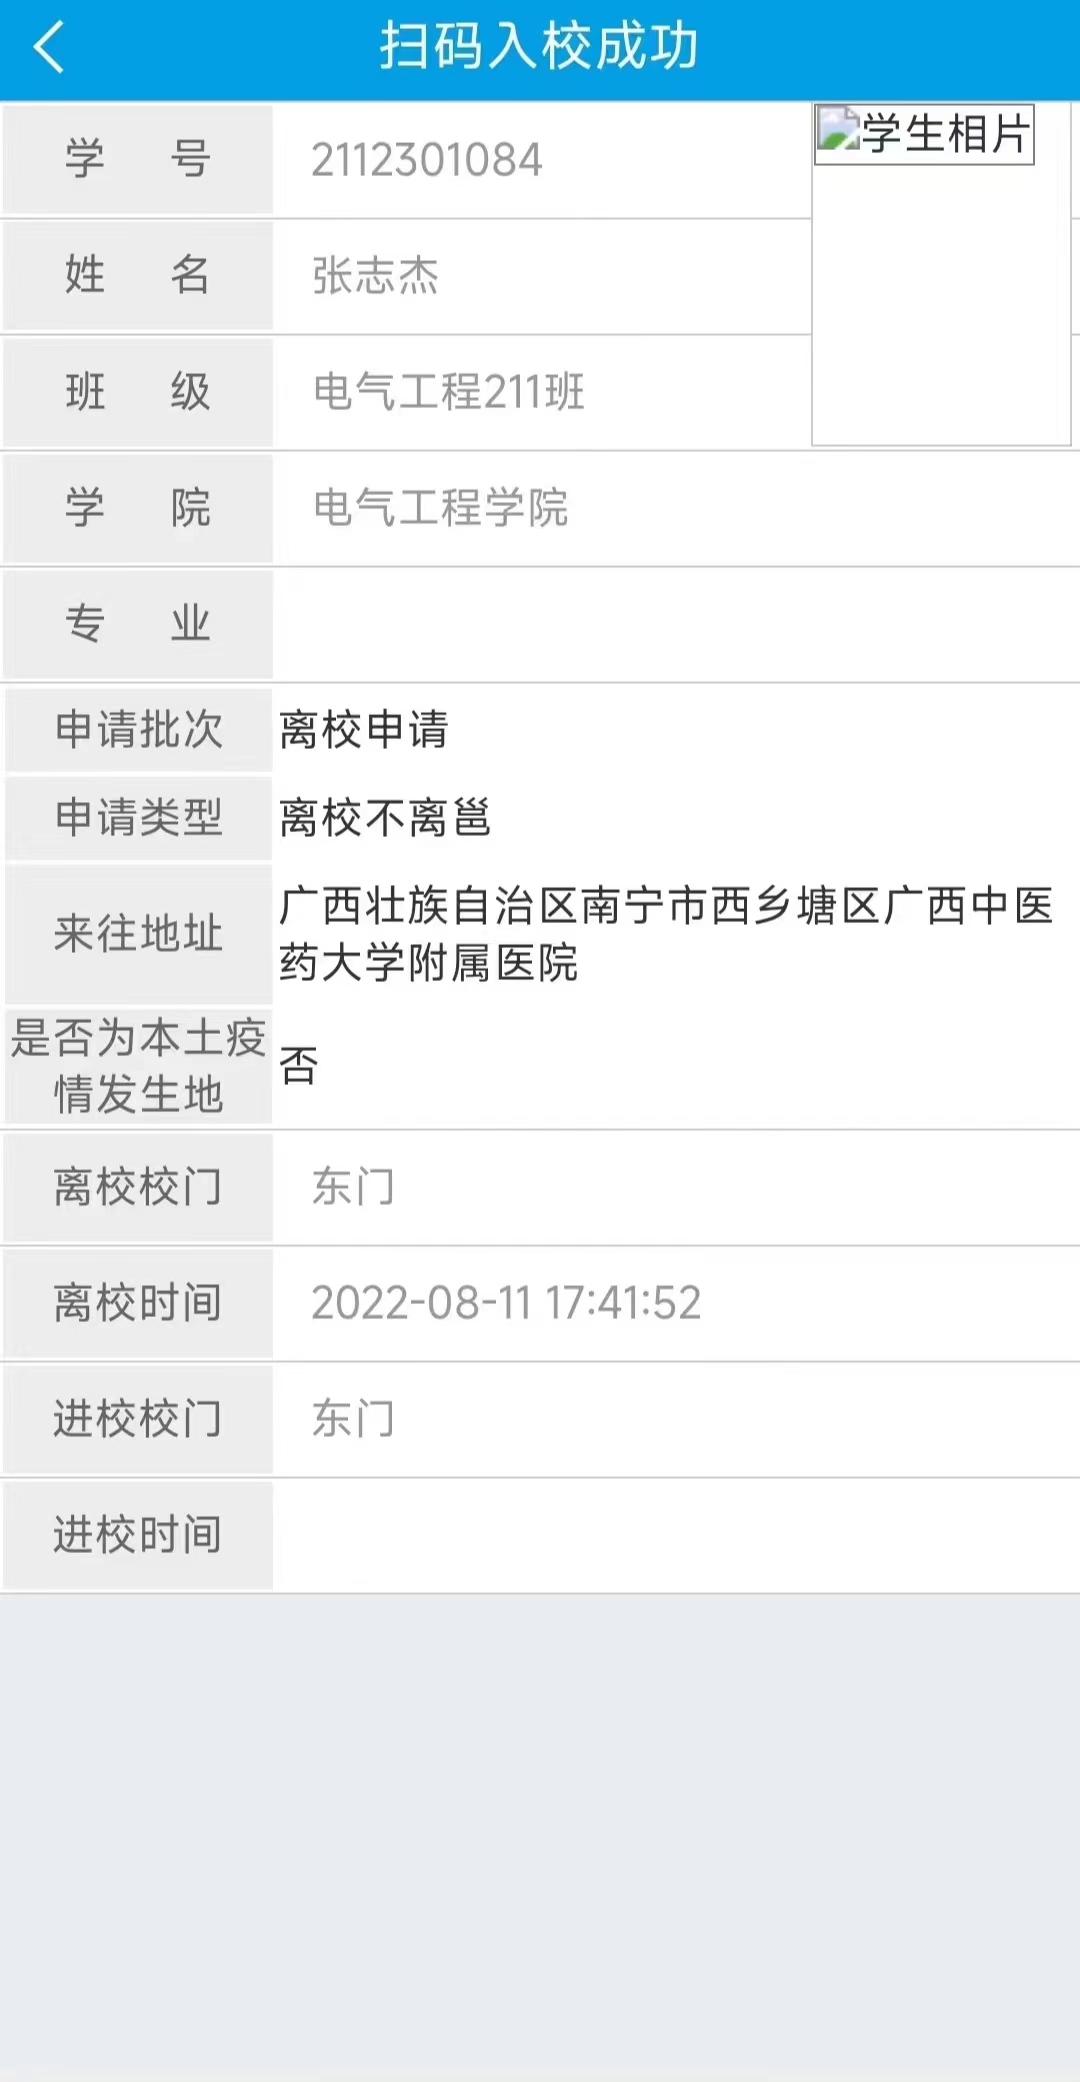 扫码入校成功
学 号 2112301084
学生相片
姓 名 张志杰
班 级 电气工程211班
学 院 电气工程学院
专 业
申请批次 离校申请
申请类型 离校不离邕
来往地址 广西壮族自治区南宁市西乡塘区广西中医
药大学附属医院
是否为本土疫
情发生地 否
离校校门 东门
离校时间 2022-08-11 17:41:52
进校校门 东门
进校时间